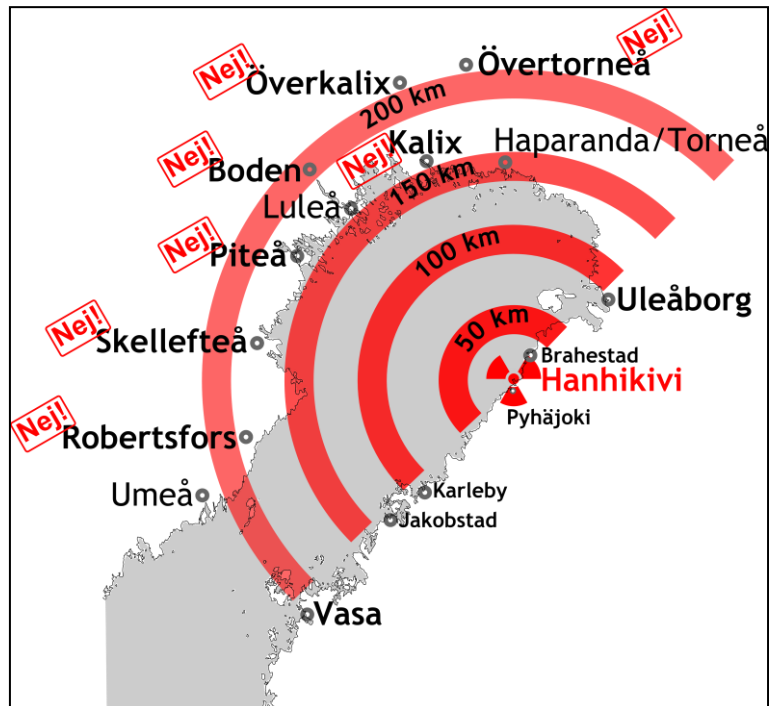 Nej!
Nej!
Övertorneå
Överkalix
200 km
Nej!
Nej!
Kalix
Haparanda/Torneå
Boden
150 km
Luleå
Nej!
Piteå
100 km
Uleåborg
Nej!
50 km
Skellefteå
Brahestad
Hanhikivi
Nej!
Pyhäjoki
Robertsfors
Umeå
Karleby
Jakobstad
Vasa